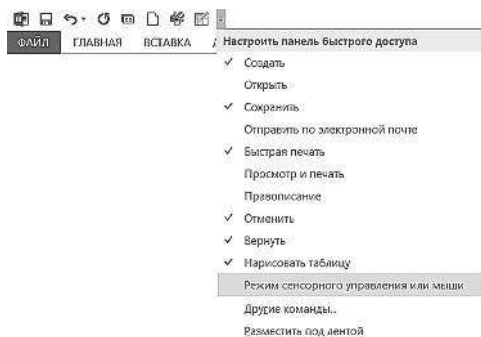 ФАЙЛ ГЛАВНАЯ ВСТАВКА
Настроить панель быстрого доступа
✓ Создать
Открыть
✓ Сохранить
Отправить по электронной почте
✓ Быстрая печать
Просмотр и печать
Правописание
✓ Отменить
✓ Вернуть
✓ Нарисовать таблицу
Режим сенсорного управления или мыши
Другие команды..
Разместить под лентой